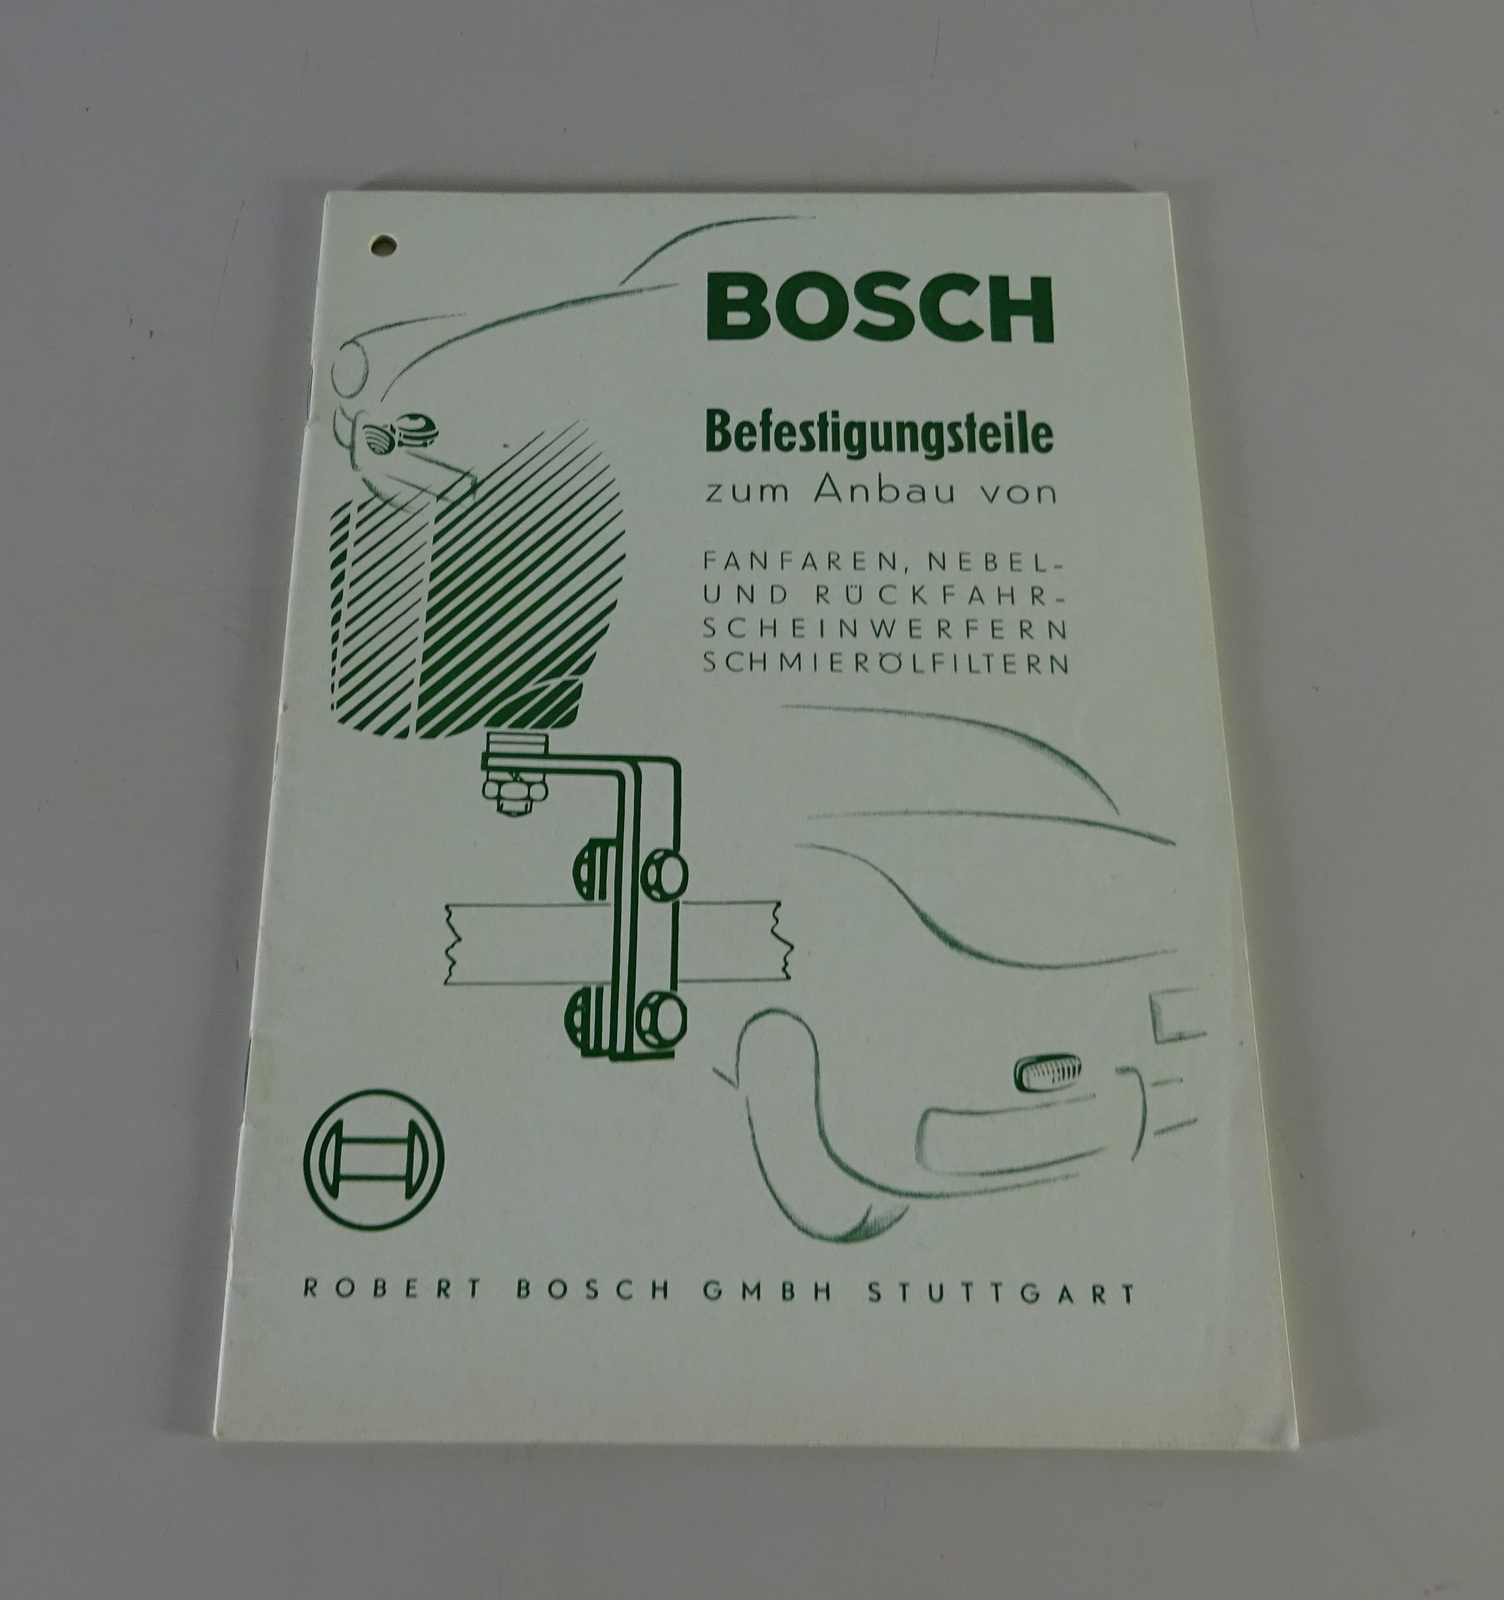 BOSCH
Befestigungsteile
zum Anbau von
FANFAREN, NEBEL-
UND RÜCKFAHR-
SCHEINWERFERN
SCHMIERÖLFILTERN
ROBERT BOSCH GMBH STUTTGART